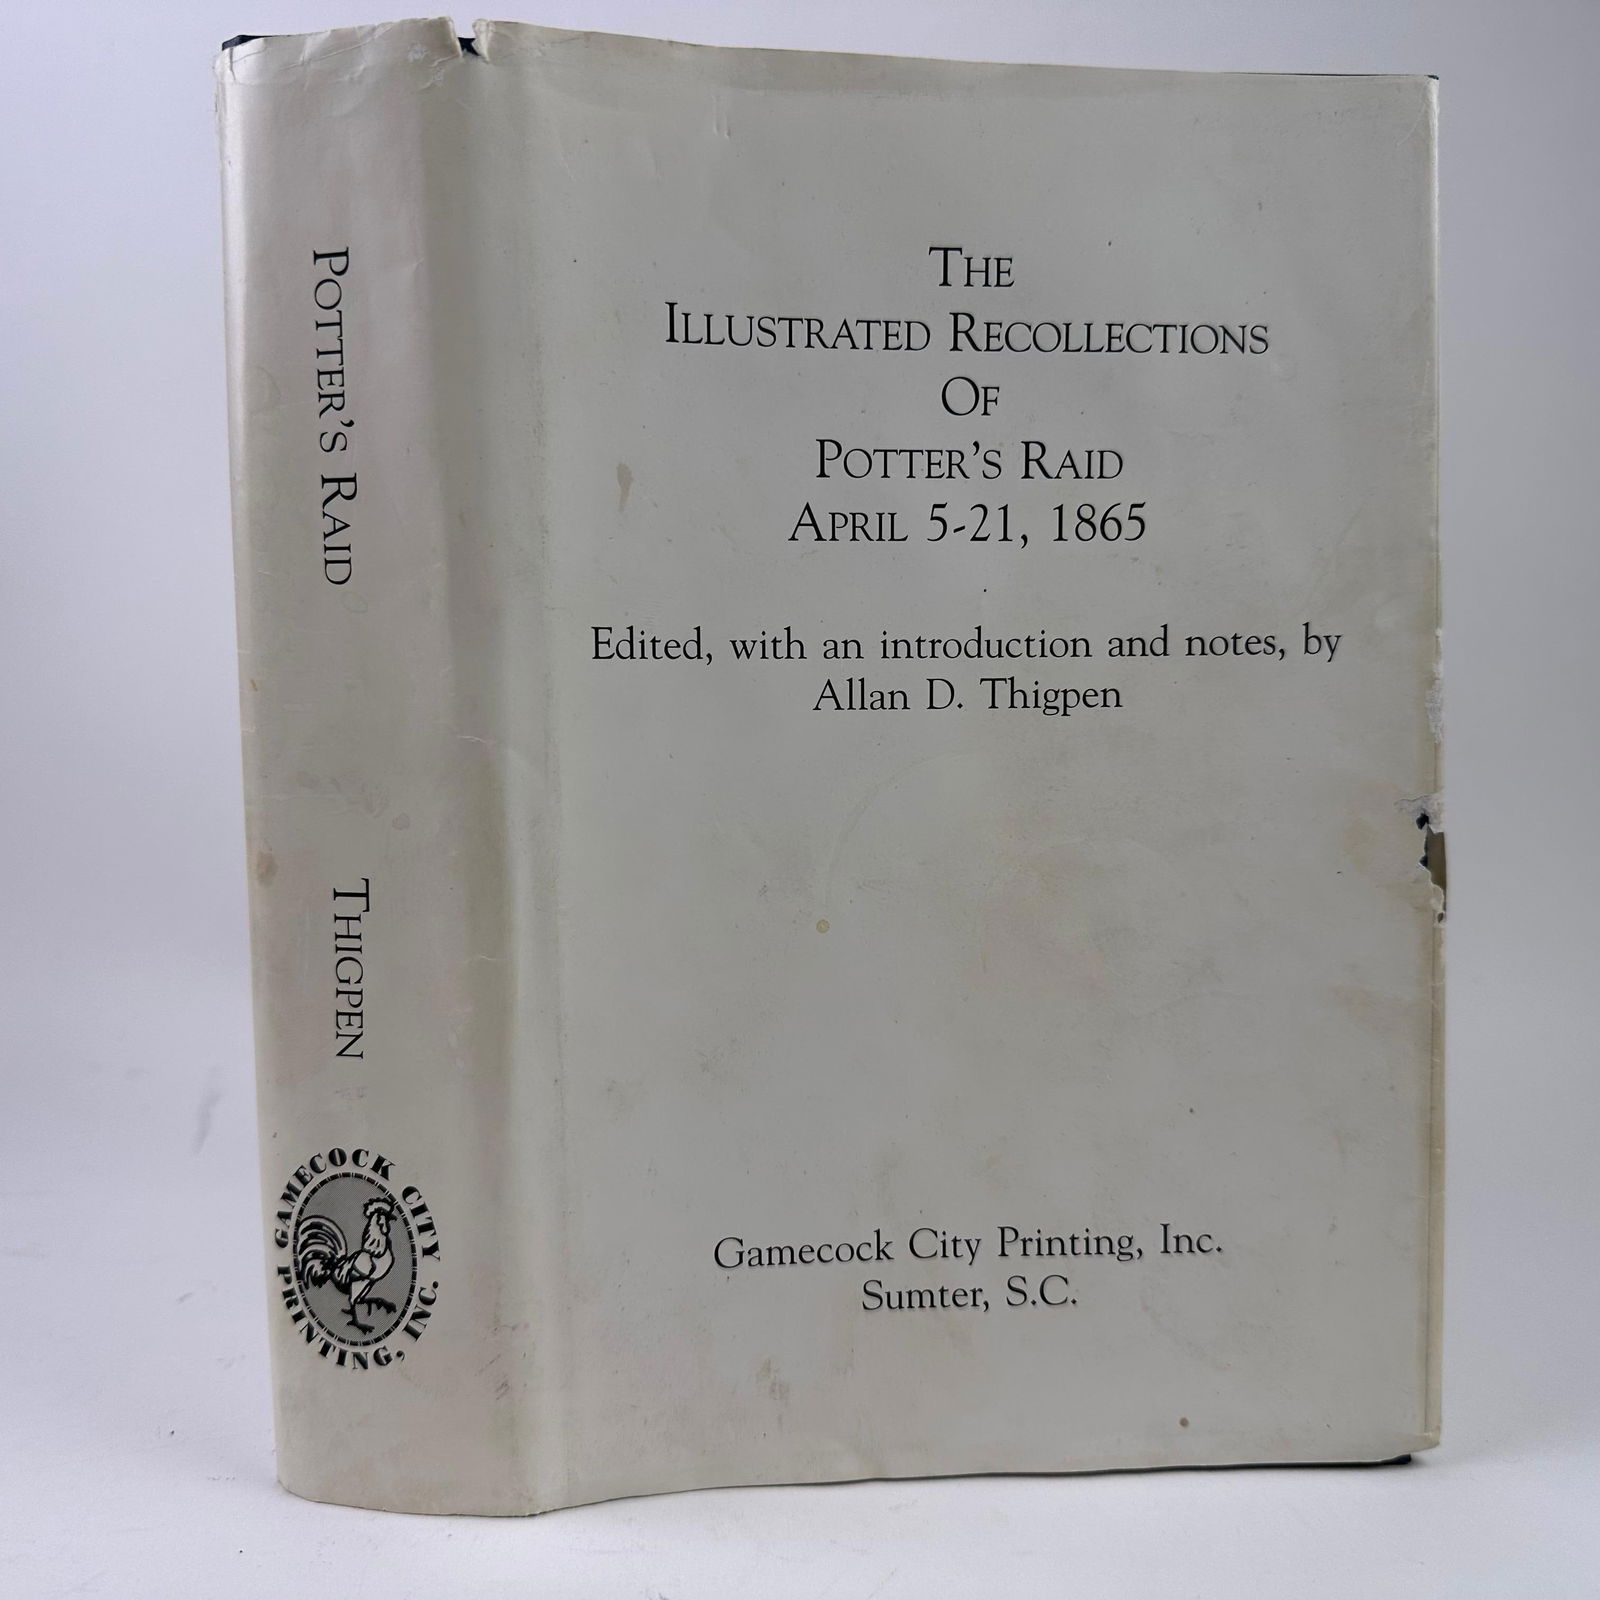 POTTER'S RAID
THIGPEN
GAMECOCK CITY
PRINTING, INC.
THE
ILLUSTRATED RECOLLECTIONS
OF
POTTER'S RAID
APRIL 5-21, 1865
Edited, with an introduction and notes, by
Allan D. Thigpen
Gamecock City Printing, Inc.
Sumter, S.C.